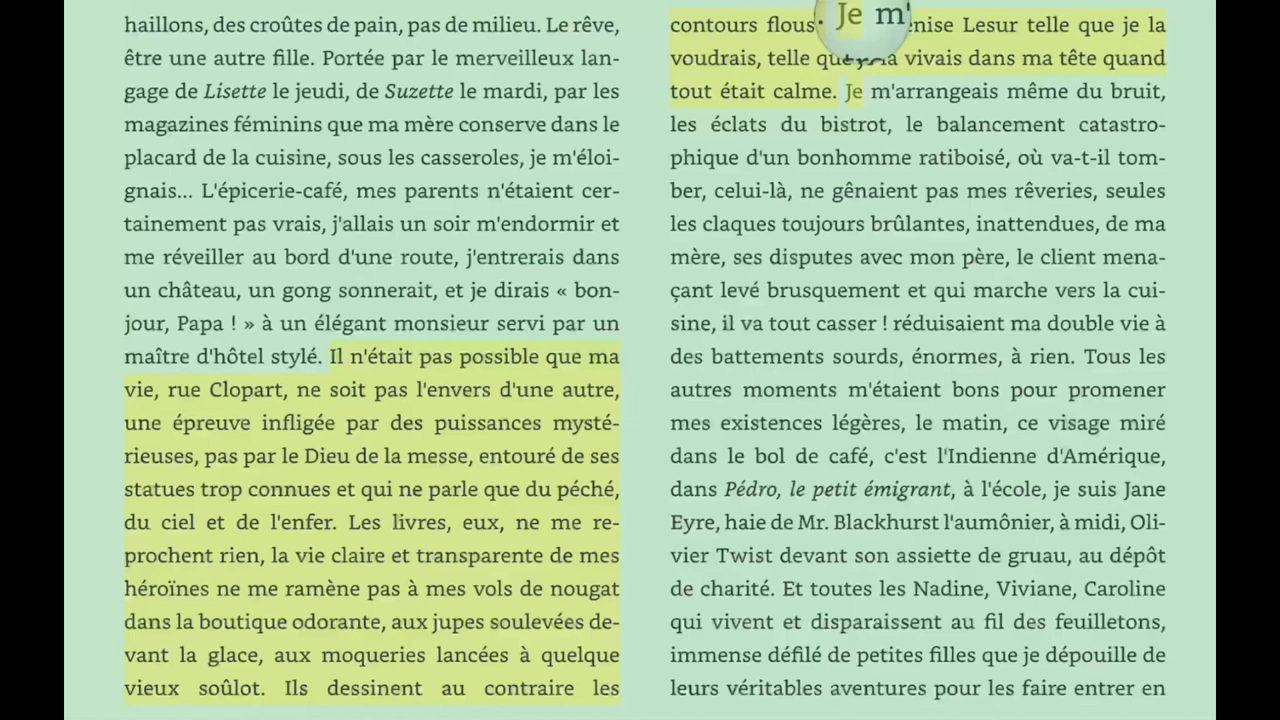 haillons, des croûtes de pain, pas de milieu. Le rêve,
être une autre fille. Portée par le merveilleux lan-
gage de Lisette le jeudi, de Suzette le mardi, par les
magazines féminins que ma mère conserve dans le
placard de la cuisine, sous les casseroles, je m'éloi-
gnais... L'épicerie-café, mes parents n'étaient cer-
tainement pas vrais, j'allais un soir m'endormir et
me réveiller au bord d'une route, j'entrerais dans
un château, un gong sonnerait, et je dirais « bon-
jour, Papa ! » à un élégant monsieur servi par un
maître d'hôtel stylé. Il n'était pas possible que ma
vie, rue Clopart, ne soit pas l'envers d'une autre,
une épreuve infligée par des puissances mysté-
rieuses, pas par le Dieu de la messe, entouré de ses
statues trop connues et qui ne parle que du péché,
du ciel et de l'enfer. Les livres, eux, ne me re-
prochent rien, la vie claire et transparente de mes
héroïnes ne me ramène pas à mes vols de nougat
dans la boutique odorante, aux jupes soulevées de-
vant la glace, aux moqueries lancées à quelque
vieux soûlot. Ils dessinent au contraire les
contours flous. Je m' enise Lesur telle que je la
voudrais, telle que vivais dans ma tête quand
tout était calme. Je m'arrangeais même du bruit,
les éclats du bistrot, le balancement catastro-
phique d'un bonhomme ratiboisé, où va-t-il tom-
ber, celui-là, ne gênaient pas mes rêveries, seules
les claques toujours brûlantes, inattendues, de ma
mère, ses disputes avec mon père, le client mena-
çant levé brusquement et qui marche vers la cui-
sine, il va tout casser ! réduisaient ma double vie à
des battements sourds, énormes, à rien. Tous les
autres moments m'étaient bons pour promener
mes existences légères, le matin, ce visage miré
dans le bol de café, c'est l'Indienne d'Amérique,
dans Pédro, le petit émigrant, à l'école, je suis Jane
Eyre, haie de Mr. Blackhurst l'aumônier, à midi, Oli-
vier Twist devant son assiette de gruau, au dépôt
de charité. Et toutes les Nadine, Viviane, Caroline
qui vivent et disparaissent au fil des feuilletons,
immense défilé de petites filles que je dépouille de
leurs véritables aventures pour les faire entrer en